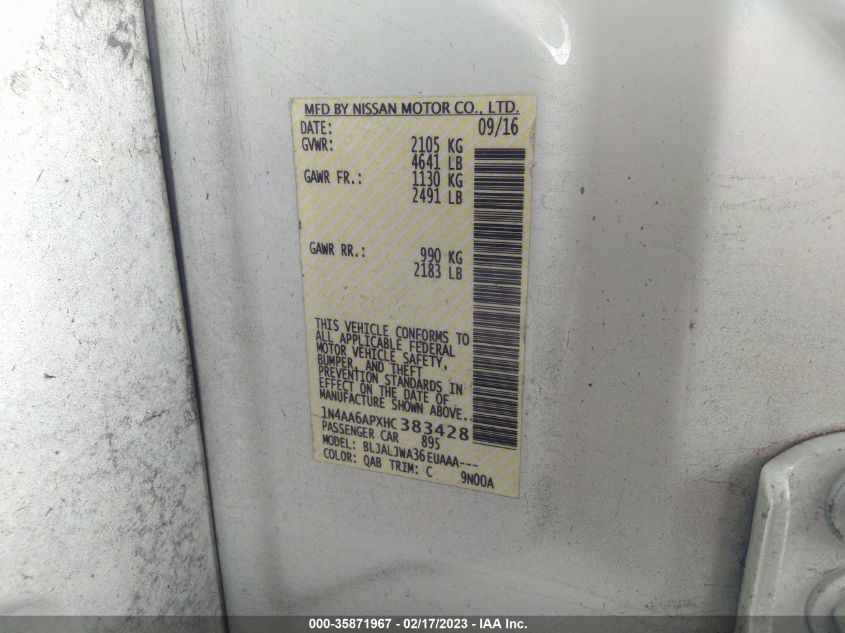 MFD BY NISSAN MOTOR CO., LTD.
DATE: 09/16
GVWR: 2105 KG
4641 LB
GAWR FR.: 1130 KG
2491 LB
GAWR RR.: 990 KG
2183 LB
THIS VEHICLE CONFORMS TO
ALL APPLICABLE FEDERAL
MOTOR VEHICLE SAFETY,
BUMPER, AND THEFT
PREVENTION STANDARDS IN
EFFECT ON THE DATE OF
MANUFACTURE SHOWN ABOVE.
1N4AA6APXHC383428
PASSENGER CAR 895
MODEL: BLJALJWA36EUAAA---
COLOR: QAB TRIM: C 9N00A
000-35871967 - 02/17/2023 - IAA Inc.